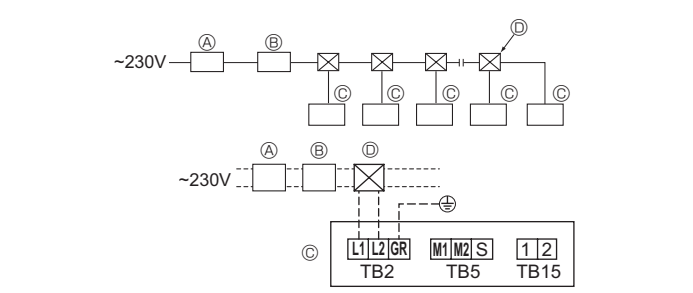 Ⓐ Ⓑ Ⓓ
~230V
Ⓒ Ⓒ Ⓒ Ⓒ Ⓒ
Ⓐ Ⓑ Ⓓ
~230V
Ⓒ L1 L2 GR M1 M2 S 1 2
TB2 TB5 TB15